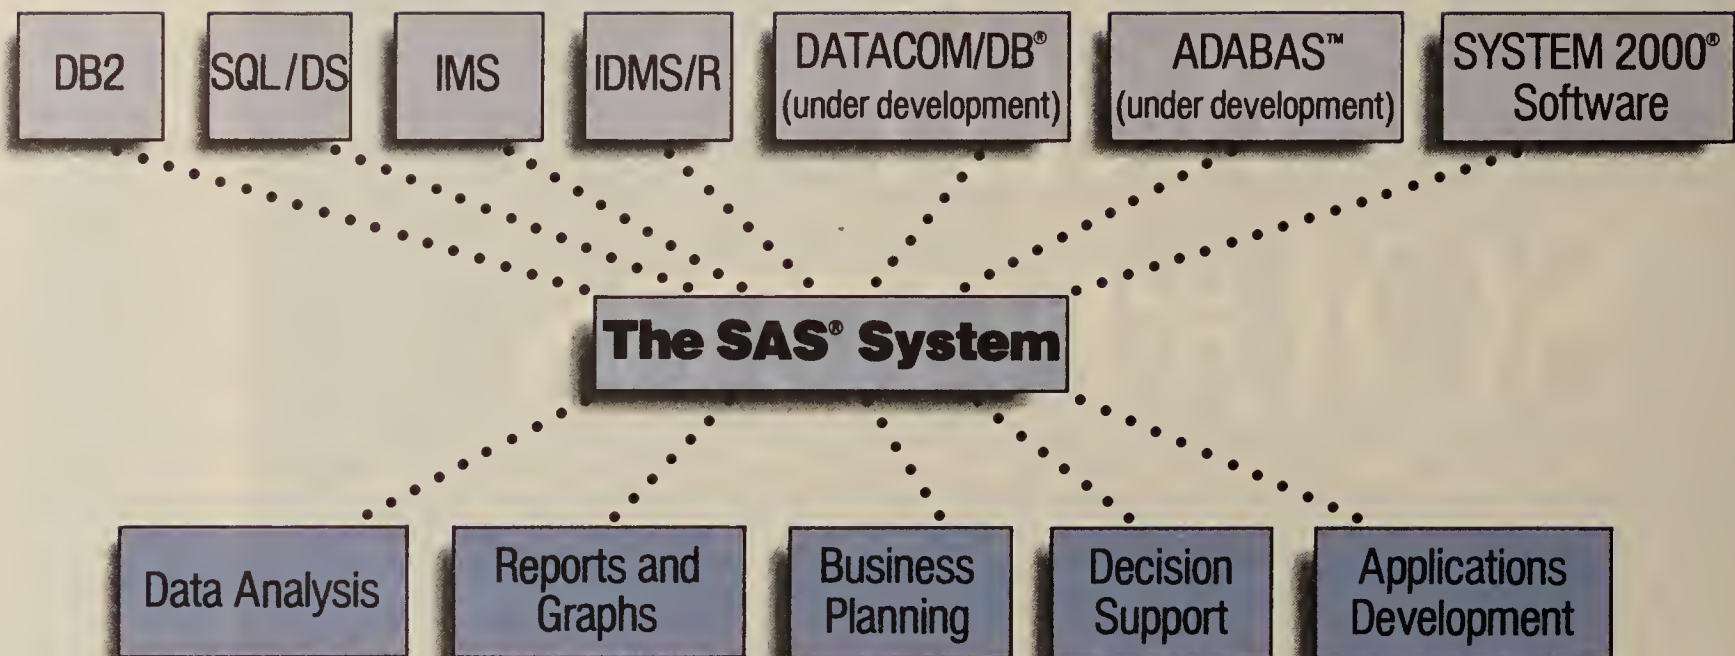 DB2
SQL/DS
IMS
IDMS/R
DATACOM/DB®
(under development)
ADABAS™
(under development)
SYSTEM 2000®
Software
The SAS® System
Data Analysis
Reports and
Graphs
Business
Planning
Decision
Support
Applications
Development